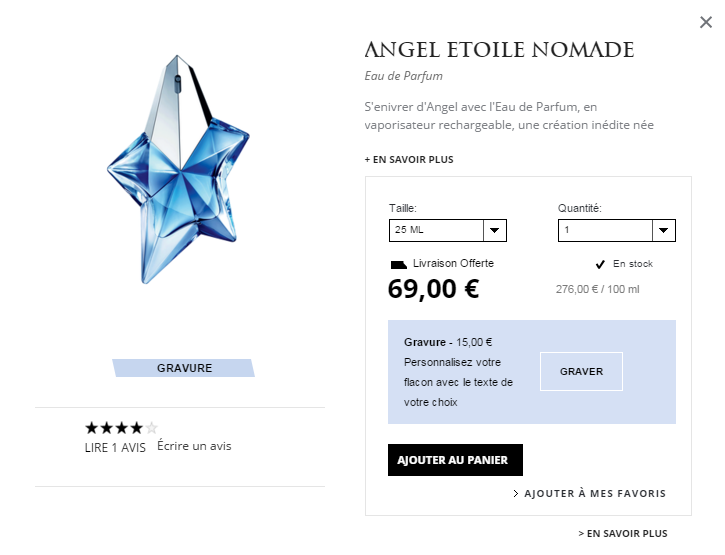 ANGEL ETOILE NOMADE
Eau de Parfum
S'enivrer d'Angel avec l'Eau de Parfum, en
vaporisateur rechargeable, une création inédite née
+ EN SAVOIR PLUS
Taille:
Quantité:
25 ML
1
Livraison Offerte
En stock
69,00 €
276,00 € / 100 ml
Gravure - 15,00 €
Personnalisez votre
flacon avec le texte de
votre choix
GRAVER
GRAVURE
LIRE 1 AVIS
Écrire un avis
AJOUTER AU PANIER
> AJOUTER À MES FAVORIS
> EN SAVOIR PLUS